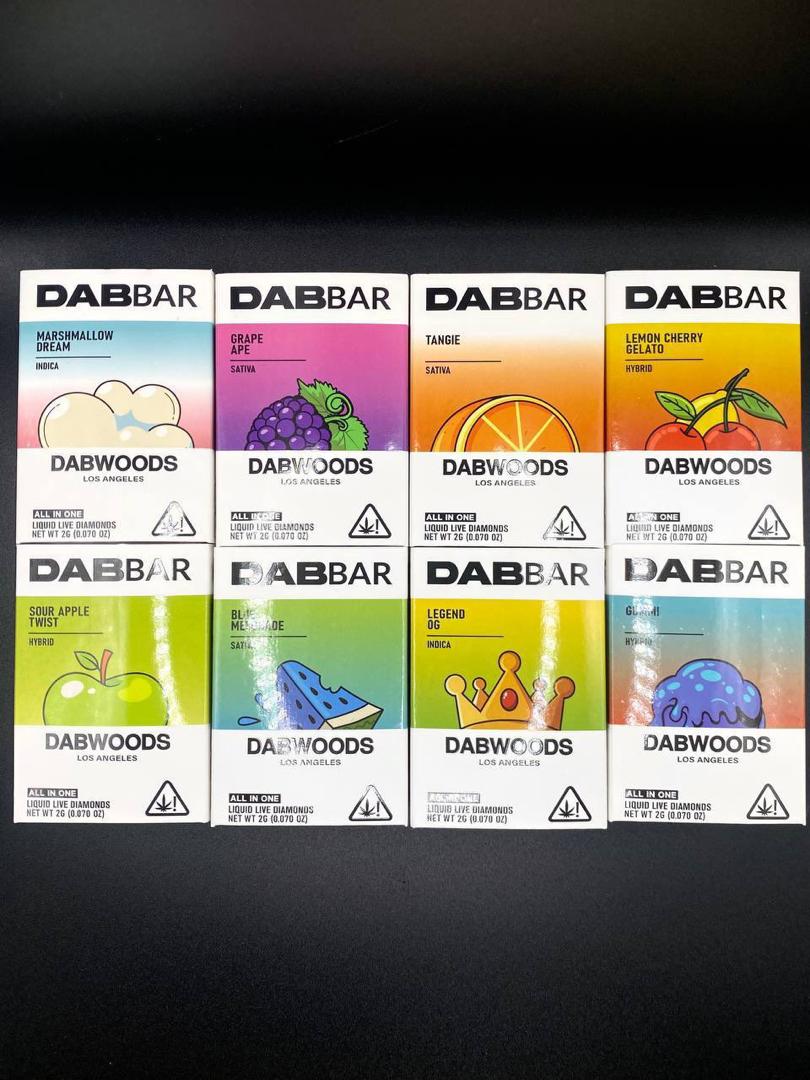 DABBAR
MARSHMALLOW
DREAM
INDICA
DABWOODS
LOS ANGELES
ALL IN ONE
LIQUID LIVE DIAMONDS
NET WT 2G (0.070 OZ)
DABBAR
GRAPE
APE
SATIVA
DABWOODS
LOS ANGELES
ALL IN ONE
LIQUID LIVE DIAMONDS
NET WT 2G (0.070 OZ)
DABBAR
TANGIE
SATIVA
DABWOODS
LOS ANGELES
ALL IN ONE
LIQUID LIVE DIAMONDS
NET WT 2G (0.070 OZ)
DABBAR
LEMON CHERRY
GELATO
HYBRID
DABWOODS
LOS ANGELES
ALL IN ONE
LIQUID LIVE DIAMONDS
NET WT 2G (0.070 OZ)
DABBAR
SOUR APPLE
TWIST
HYBRID
DABWOODS
LOS ANGELES
ALL IN ONE
LIQUID LIVE DIAMONDS
NET WT 2G (0.070 OZ)
DABBAR
SATIVA
DABWOODS
LOS ANGELES
ALL IN ONE
LIQUID LIVE DIAMONDS
NET WT 2G (0.070 OZ)
DABBAR
LEGEND
OG
INDICA
DABWOODS
LOS ANGELES
ALL IN ONE
LIQUID LIVE DIAMONDS
NET WT 2G (0.070 OZ)
DABBAR
HYBRID
DABWOODS
LOS ANGELES
ALL IN ONE
LIQUID LIVE DIAMONDS
NET WT 2G (0.070 OZ)